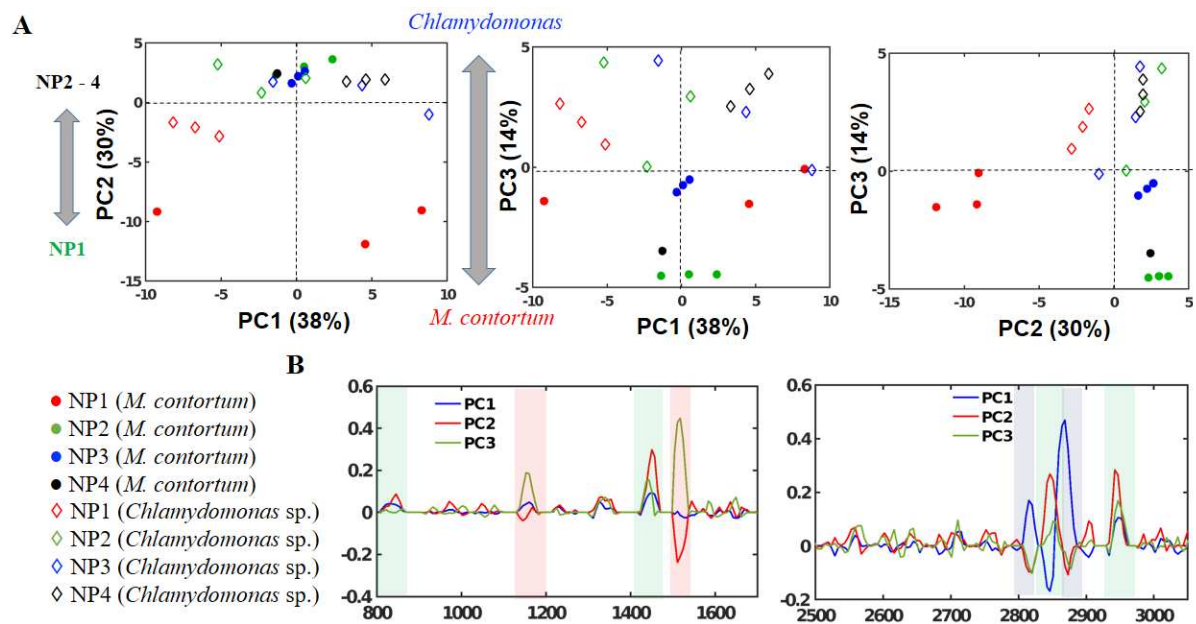 A
Chlamydomonas
NP2 - 4
NP1
PC2 (30%)
5
0
-5
-10
-15
-10
-5
0
5
10
PC1 (38%)
M. contortum
PC3 (14%)
5
0
-5
-10
-5
0
5
10
PC1 (38%)
PC3 (14%)
5
0
-5
-15
-10
-5
0
5
PC2 (30%)
B
NP1 (M. contortum)
NP2 (M. contortum)
NP3 (M. contortum)
NP4 (M. contortum)
NP1 (Chlamydomonas sp.)
NP2 (Chlamydomonas sp.)
NP3 (Chlamydomonas sp.)
NP4 (Chlamydomonas sp.)
0.6
0.4
0.2
0
-0.2
-0.4
PC1
PC2
PC3
800
1000
1200
1400
1600
0.6
0.4
0.2
0
-0.2
PC1
PC2
PC3
2500
2600
2700
2800
2900
3000